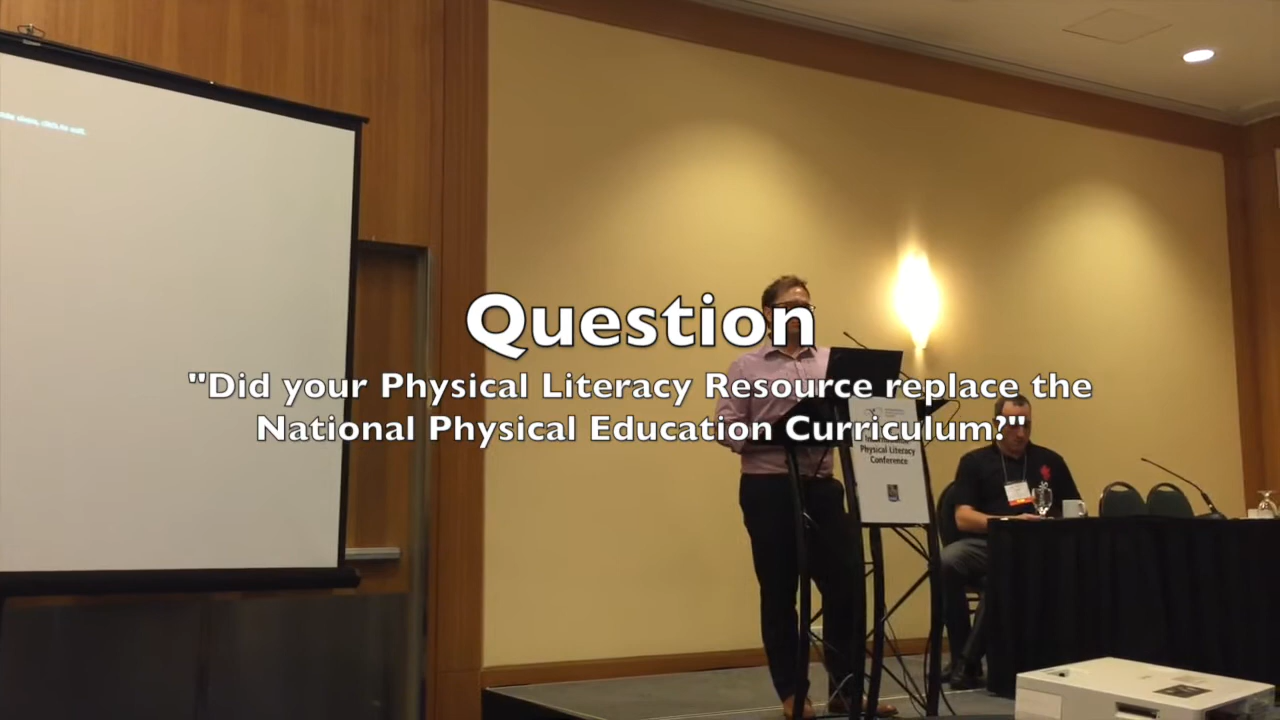 Question
"Did your Physical Literacy Resource replace the
National Physical Education Curriculum?"
Physical Literacy
Conference